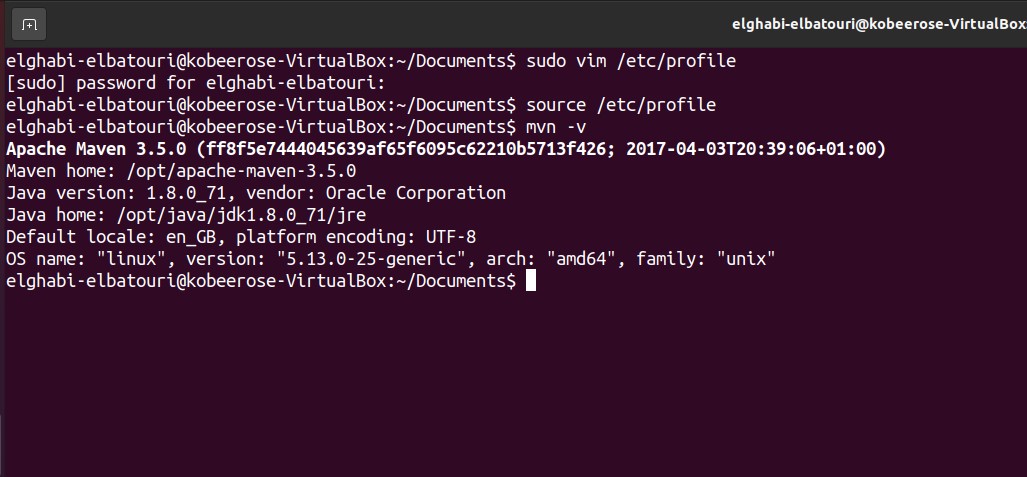 elghabi-elbatouri@kobeerose-VirtualBox
elghabi-elbatouri@kobeerose-VirtualBox:~/Documents$ sudo vim /etc/profile
[sudo] password for elghabi-elbatouri:
elghabi-elbatouri@kobeerose-VirtualBox:~/Documents$ source /etc/profile
elghabi-elbatouri@kobeerose-VirtualBox:~/Documents$ mvn -v
Apache Maven 3.5.0 (ff8f5e7444045639af65f6095c62210b5713f426; 2017-04-03T20:39:06+01:00)
Maven home: /opt/apache-maven-3.5.0
Java version: 1.8.0_71, vendor: Oracle Corporation
Java home: /opt/java/jdk1.8.0_71/jre
Default locale: en_GB, platform encoding: UTF-8
OS name: "linux", version: "5.13.0-25-generic", arch: "amd64", family: "unix"
elghabi-elbatouri@kobeerose-VirtualBox:~/Documents$